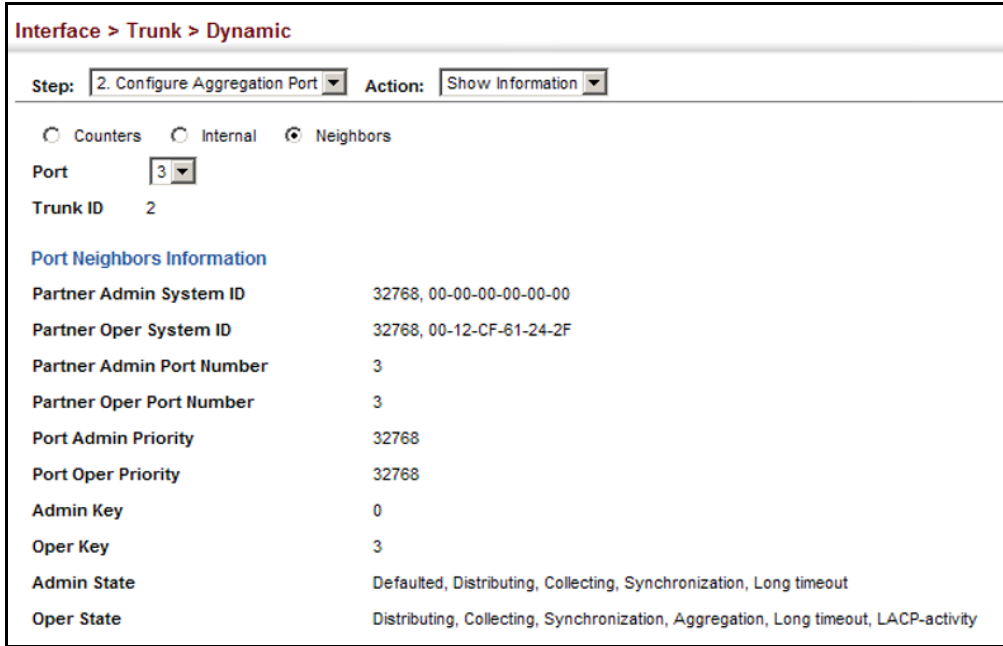 Interface > Trunk > Dynamic
Step: 2. Configure Aggregation Port Action: Show Information
Counters Internal Neighbors
Port 3
Trunk ID 2
Port Neighbors Information
Partner Admin System ID 32768, 00-00-00-00-00-00
Partner Oper System ID 32768, 00-12-CF-61-24-2F
Partner Admin Port Number 3
Partner Oper Port Number 3
Port Admin Priority 32768
Port Oper Priority 32768
Admin Key 0
Oper Key 3
Admin State Defaulted, Distributing, Collecting, Synchronization, Long timeout
Oper State Distributing, Collecting, Synchronization, Aggregation, Long timeout, LACP-activity